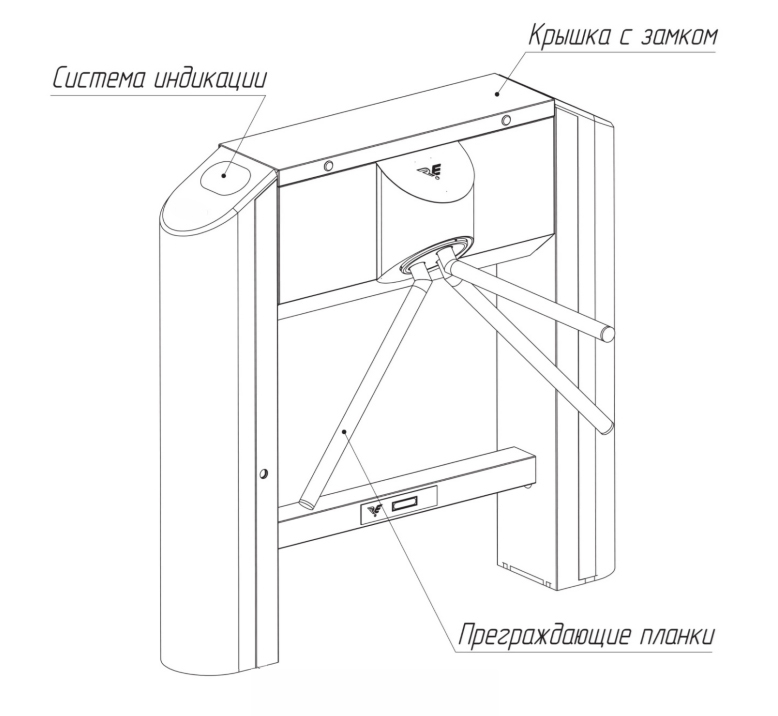 Крышка с замком
Система индикации
Преграждающие планки